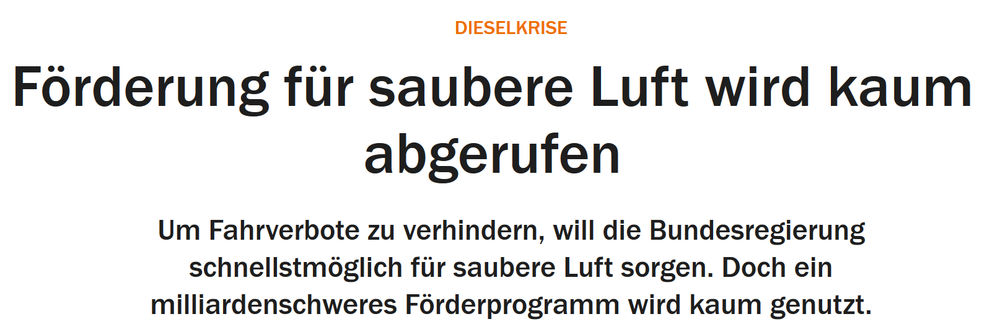 DIESELKRISE
Förderung für saubere Luft wird kaum
abgerufen
Um Fahrverbote zu verhindern, will die Bundesregierung
schnellstmöglich für saubere Luft sorgen. Doch ein
milliardenschweres Förderprogramm wird kaum genutzt.